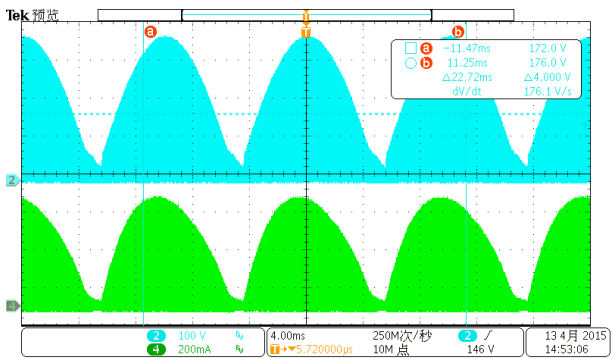 Tek 预览
T
a b
T
a −11.47ms 172.0 V
b 11.25ms 176.0 V
Δ22.72ms Δ4.000 V
dV/dt 176.1 V/s
2
4
2 100 V
4 200mA
4.00ms 250M次/秒 2 146 V
T 5.720000µs 10M 点
13 4月 2015
14:53:06